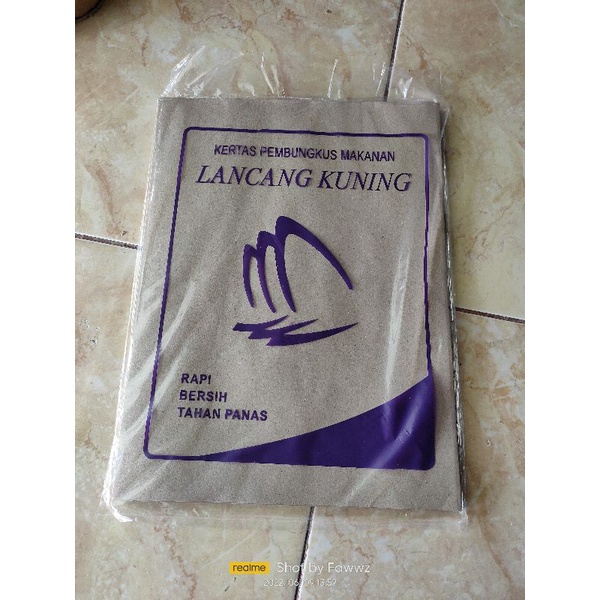 KERTAS PEMBUNGKUS MAKANAN
LANCANG KUNING
RAPI
BERSIH
TAHAN PANAS
realme Shot by Fawwz